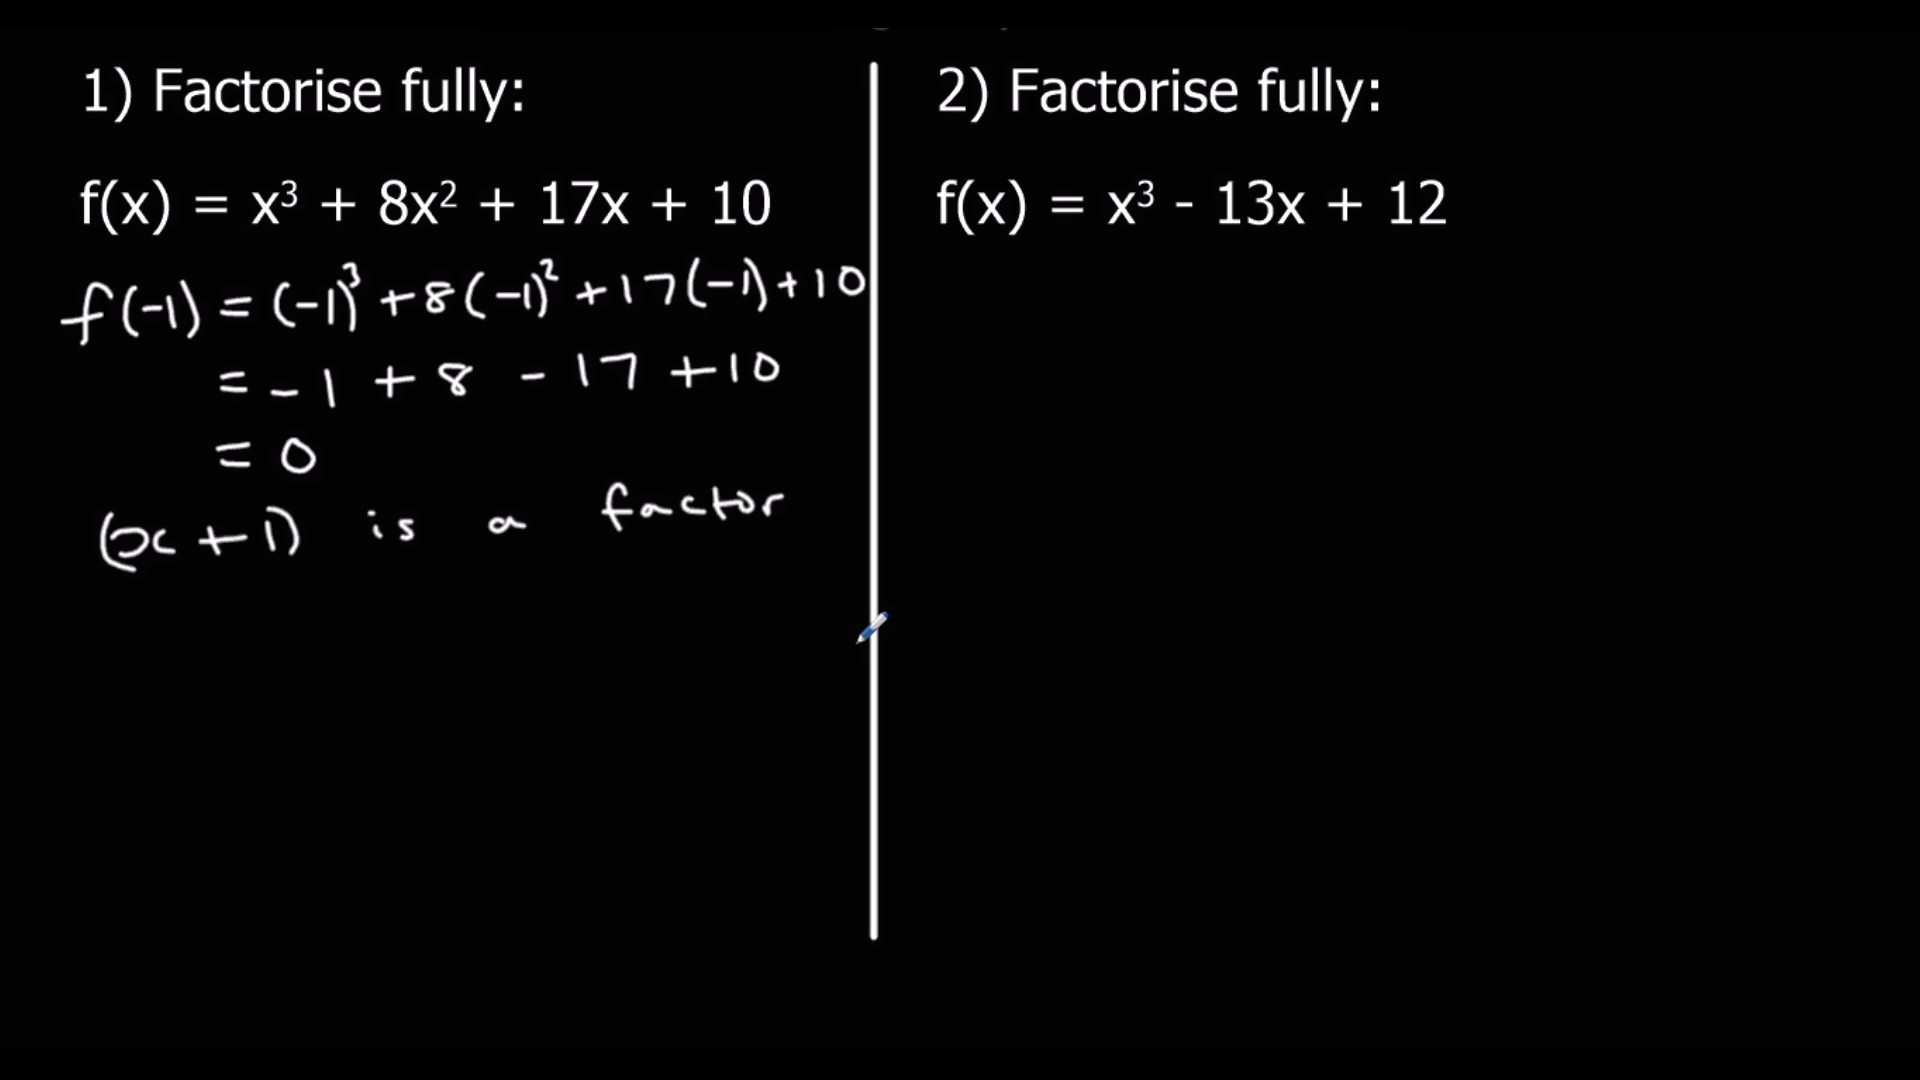 1) Factorise fully:
f(x) = x³ + 8x² + 17x + 10
f(-1) = (-1)³ + 8(-1)² + 17(-1) + 10
= -1 + 8 - 17 + 10
= 0
(x + 1) is a factor
2) Factorise fully:
f(x) = x³ - 13x + 12